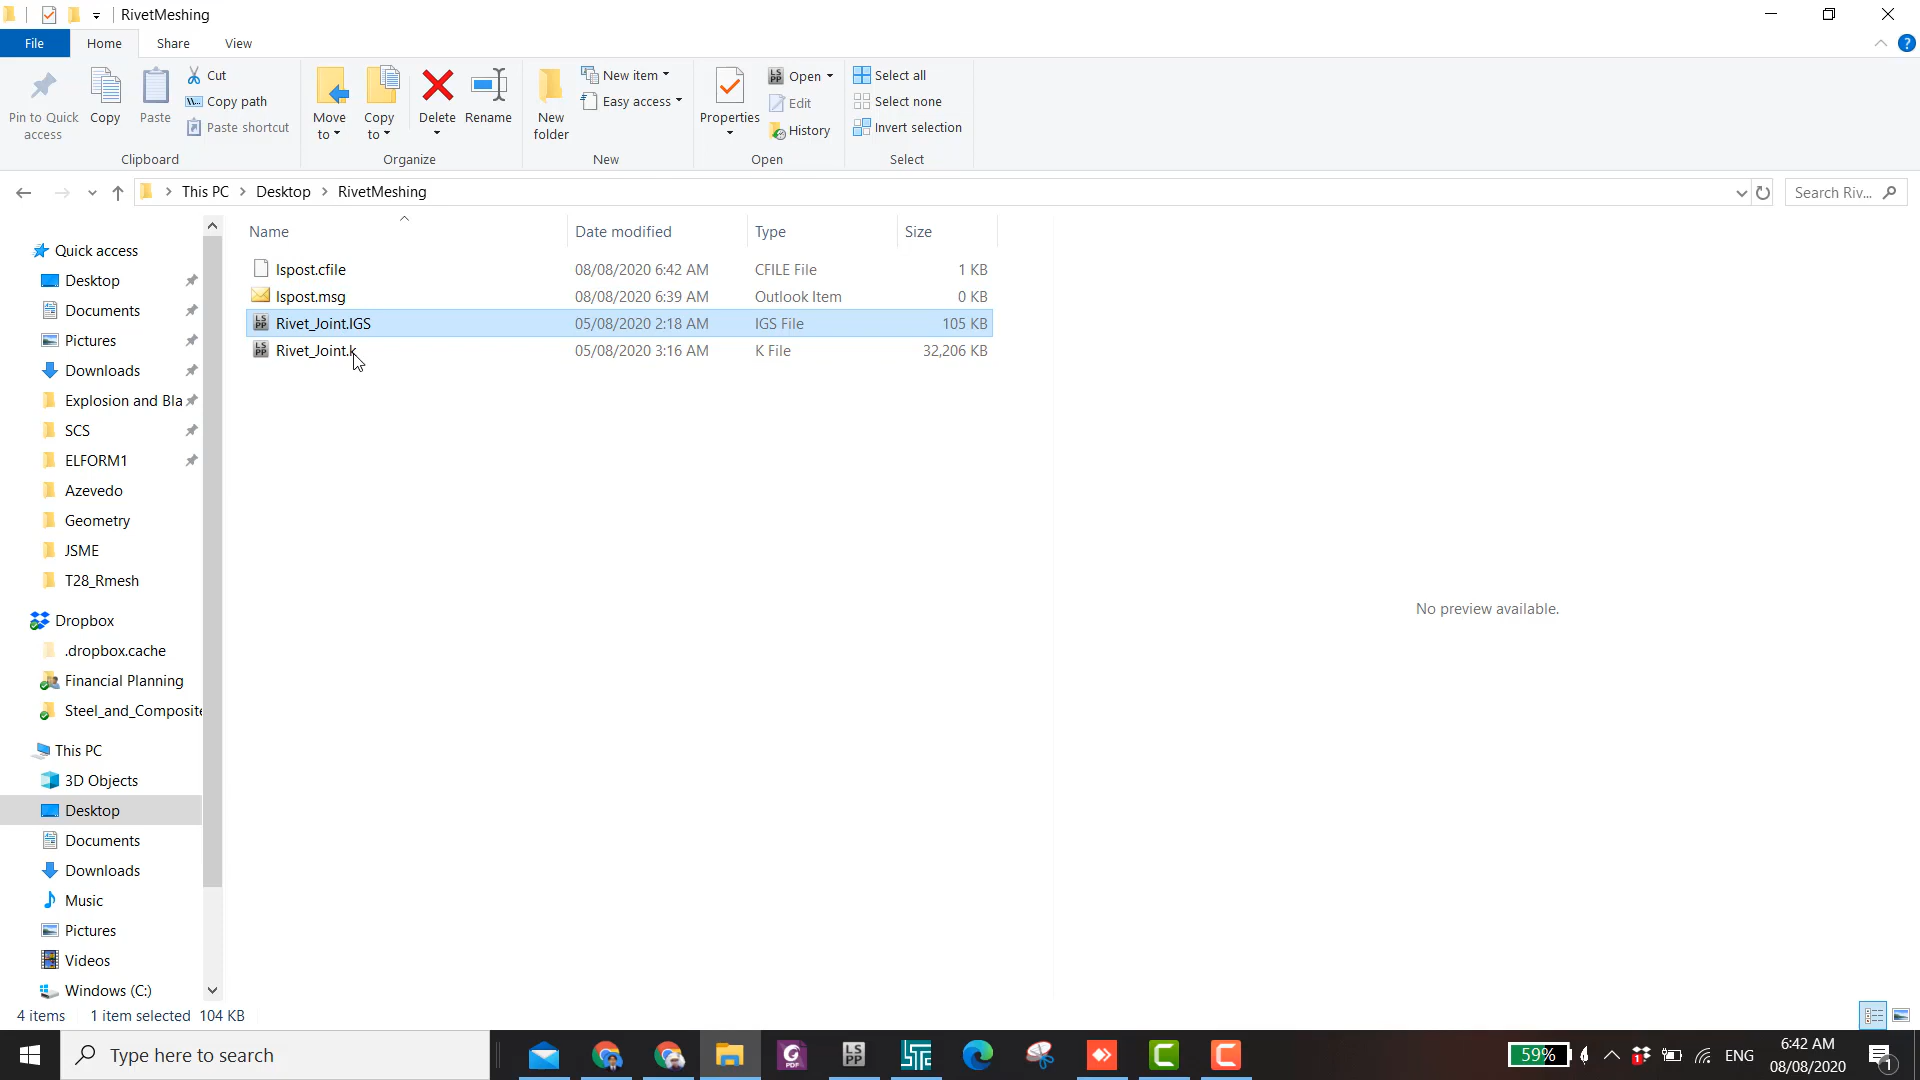 RivetMeshing
File Home Share View
Pin to Quick access
Copy
Paste
Cut
Copy path
Paste shortcut
Clipboard
Move to
Copy to
Delete
Rename
Organize
New folder
New item
Easy access
New
Properties
Open
Edit
History
Open
Select all
Select none
Invert selection
Select
This PC > Desktop > RivetMeshing
Search Riv...
Quick access
Desktop
Documents
Pictures
Downloads
Explosion and Bla
SCS
ELFORM1
Azevedo
Geometry
JSME
T28_Rmesh
Dropbox
.dropbox.cache
Financial Planning
Steel_and_Composite
This PC
3D Objects
Desktop
Documents
Downloads
Music
Pictures
Videos
Windows (C:)
Name Date modified Type Size
lspost.cfile 08/08/2020 6:42 AM CFILE File 1 KB
lspost.msg 08/08/2020 6:39 AM Outlook Item 0 KB
Rivet_Joint.IGS 05/08/2020 2:18 AM IGS File 105 KB
Rivet_Joint.k 05/08/2020 3:16 AM K File 32,206 KB
No preview available.
4 items 1 item selected 104 KB
Type here to search
PDF
LS PP
59%
1
ENG
6:42 AM
08/08/2020
1